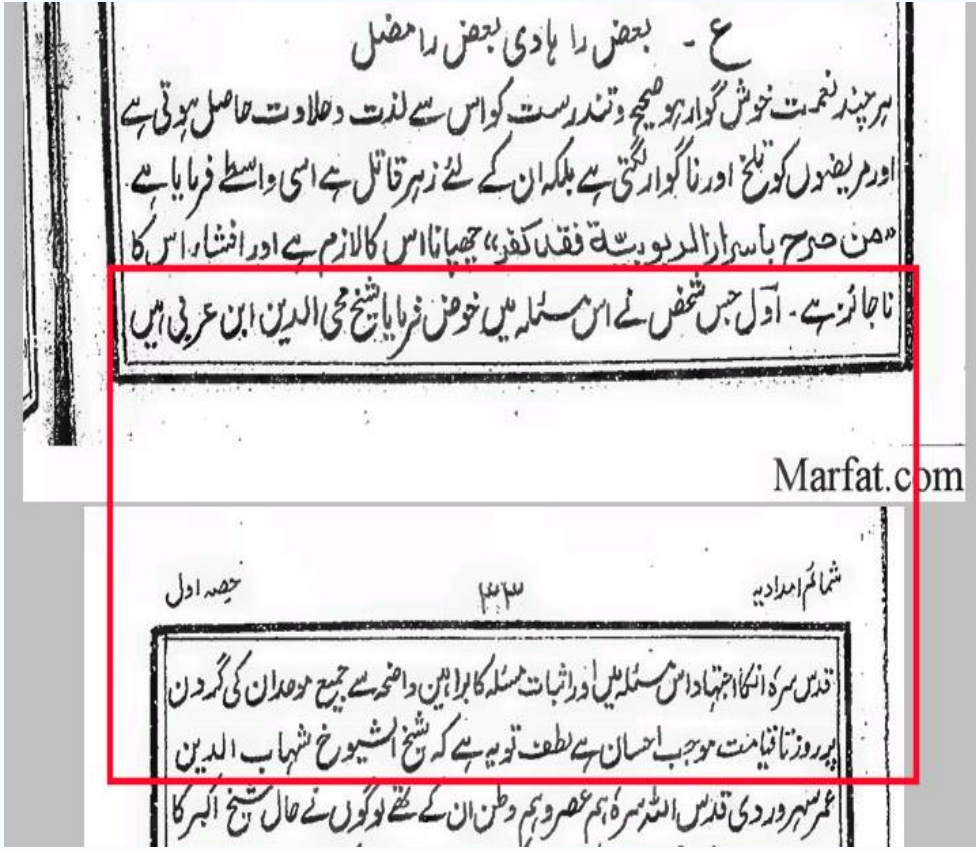 ع - بعض را ہادی بعض را مضل
ہرچند نعمت خوش گوار ہو صحیح و تندرست کو اس سے لذت و حلاوت حاصل ہوتی ہے
اور مریضوں کو تلخ اور ناگوار لگتی ہے بلکہ ان کے لئے زہر قاتل ہے اسی واسطے فرمایا ہے
"من صرح باسرار الربوبیّة فقد کفر" چھپانا اس کا لازم ہے اور افشاء اس کا
ناجائز ہے - اوّل جس شخص نے اس مسئلہ میں خوض فرمایا شیخ محی الدین ابن عربی ہیں
Marfat.com
شمائم امدادیہ
۳۳
حصہ اول
قدس سرہٗ انکا اجتہاد اس مسئلہ میں اور اثبات مسئلہ کا براہین واضحہ سے جمیع موحدان کی گردن
پر روز تا قیامت موجب احسان ہے لطف تو یہ ہے کہ شیخ الشیوخ شہاب الدین
عمر سہروردی قدس اللہ سرہٗ ہم عصر و ہم وطن ان کے تھے لوگوں نے حال شیخ اکبر کا